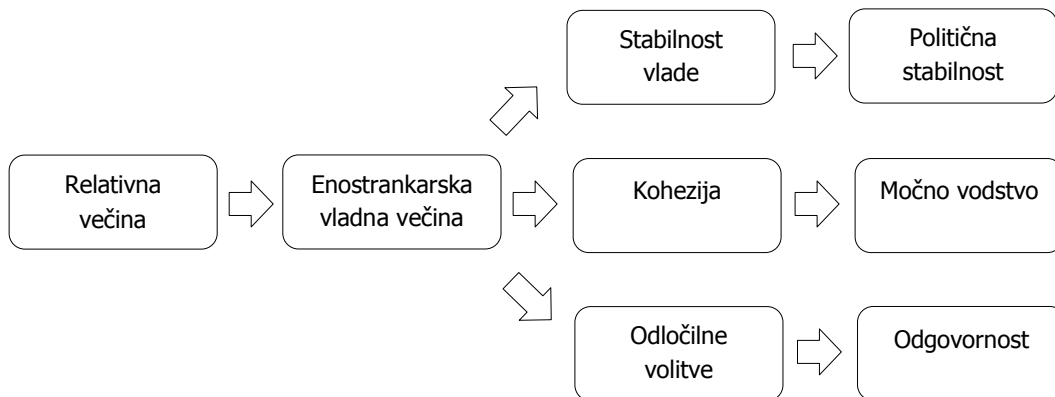 Stabilnost
vlade
Politična
stabilnost
Relativna
večina
Enostrankarska
vladna večina
Kohezija
Močno vodstvo
Odločilne
volitve
Odgovornost